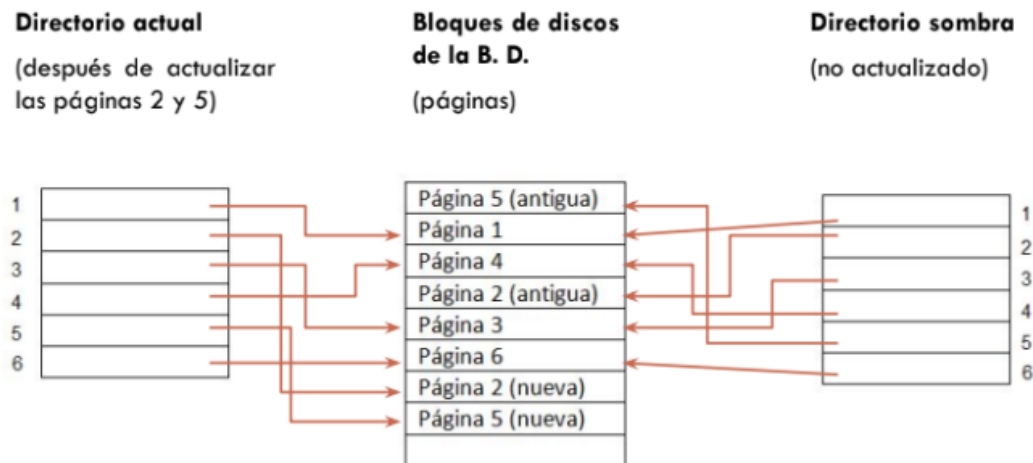 Directorio actual
(después de actualizar
las páginas 2 y 5)
Bloques de discos
de la B. D.
(páginas)
Directorio sombra
(no actualizado)
1
2
3
4
5
6
Página 5 (antigua)
Página 1
Página 4
Página 2 (antigua)
Página 3
Página 6
Página 2 (nueva)
Página 5 (nueva)
1
2
3
4
5
6